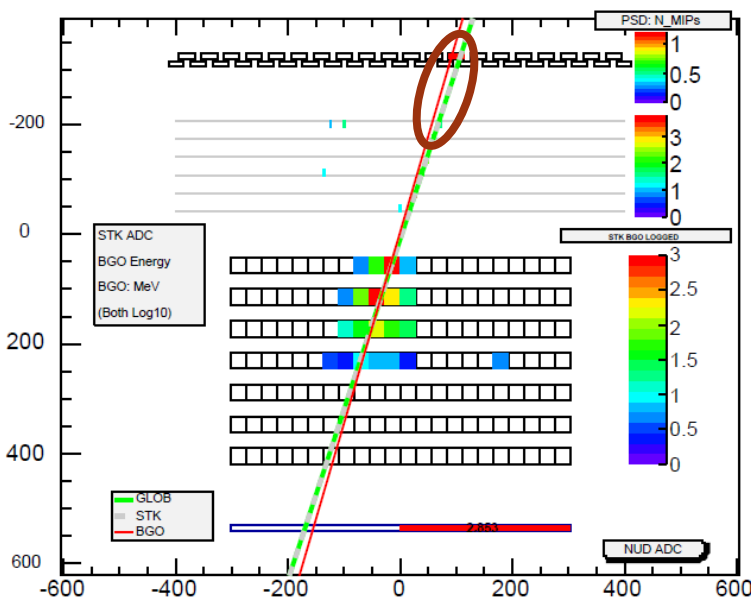 PSD: N_MIPs
1
0.5
0
3
2
1
0
STK BGO LOGGED
3
2.5
2
1.5
1
0.5
0
-200
0
200
400
600
STK ADC
BGO Energy
BGO: MeV
(Both Log10)
GLOB
STK
BGO
2.853
NUD ADC
-600 -400 -200 0 200 400 600